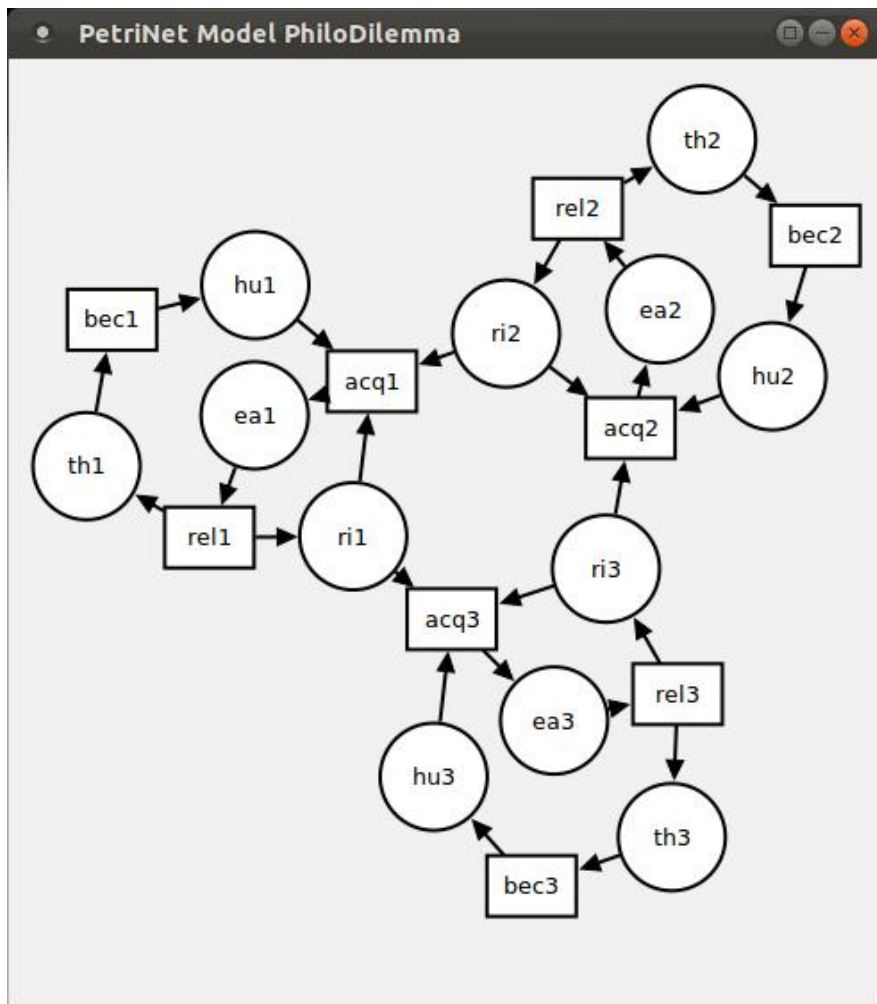 PetriNet Model PhiloDilemma
th2
rel2
bec2
hu1
ea2
bec1
ri2
hu2
acq1
ea1
acq2
th1
rel1
ri1
ri3
acq3
rel3
ea3
hu3
th3
bec3